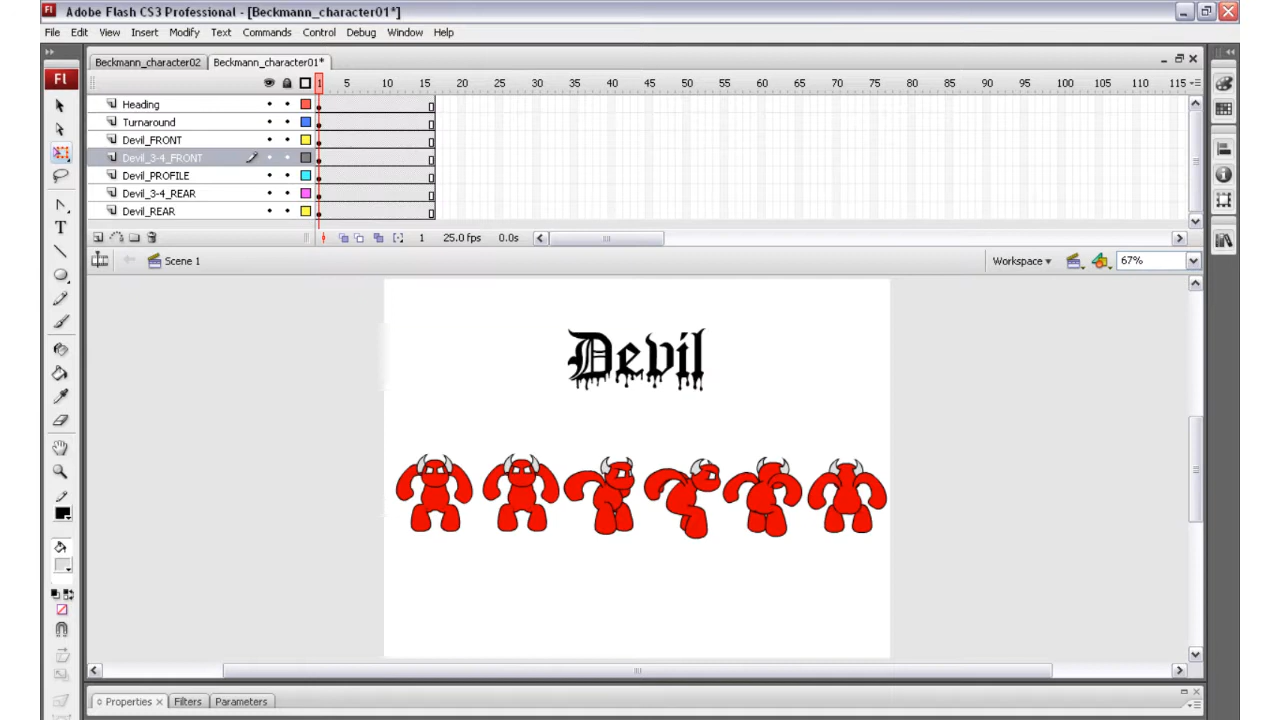 Adobe Flash CS3 Professional - [Beckmann_character01*]
File Edit View Insert Modify Text Commands Control Debug Window Help
Fl Beckmann_character02 Beckmann_character01*
1 5 10 15 20 25 30 35 40 45 50 55 60 65 70 75 80 85 90 95 100 105 110 115
Heading
Turnaround
Devil_FRONT
Devil_3-4_FRONT
Devil_PROFILE
Devil_3-4_REAR
Devil_REAR
1 25.0 fps 0.0s
Scene 1 Workspace 67%
Devil
Properties Filters Parameters